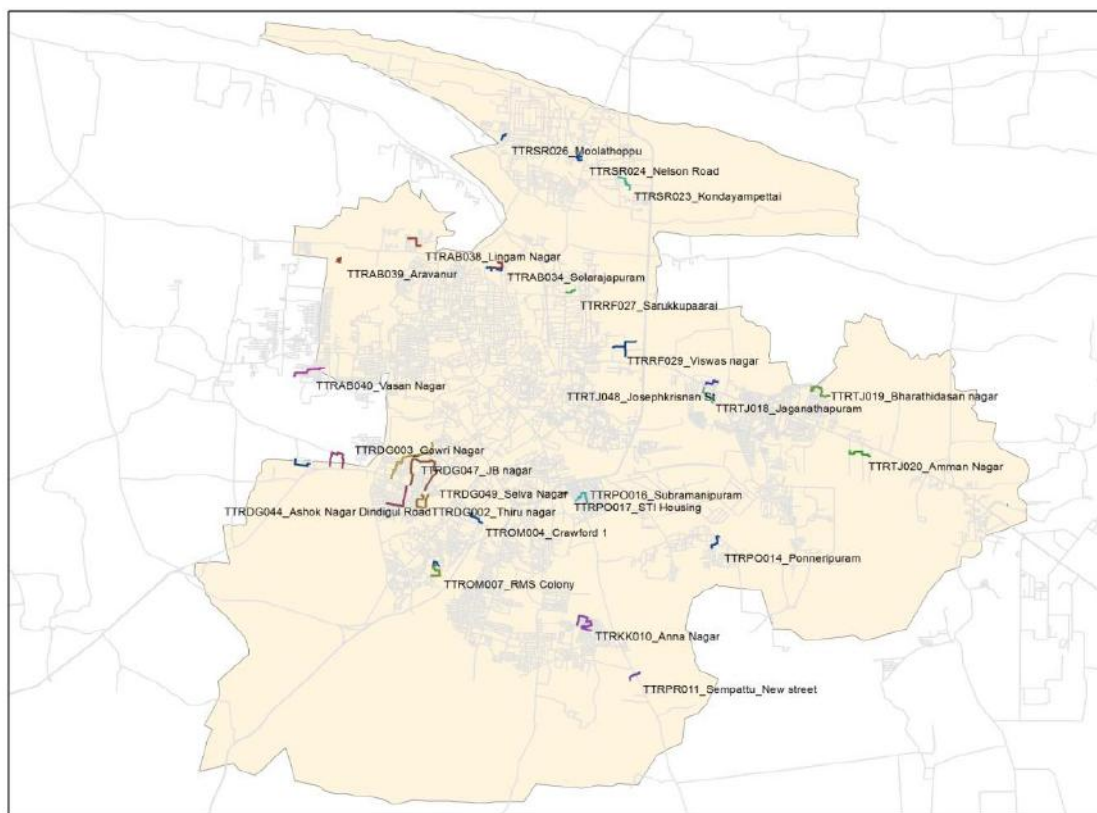 TTRSR026_Moolathoppu
TTRSR024_Nelson Road
TTRSR023_Kondayampettai
TTRAB038_Lingam Nagar
TTRAB039_Aravanur
TTRAB034_Selarajapuram
TTRRF027_Sarukkupaarai
TTRRF029_Viswas nagar
TTRAB040_Vasan Nagar
TTRTJ048_Josephkrisnan St
TTRTJ018_Jaganathapuram
TTRTJ019_Bharathidasan nagar
TTRDG003_Gowri Nagar
TTRDG047_JB nagar
TTRTJ020_Amman Nagar
TTRDG049_Selva Nagar
TTRPO016_Subramanipuram
TTRPO017_STI Housing
TTRDG044_Ashok Nagar Dindigul Road
TTRDG002_Thiru nagar
TTROM004_Crawford 1
TTRPO014_Ponneripuram
TTROM007_RMS Colony
TTRKK010_Anna Nagar
TTRPR011_Sempattu_New street